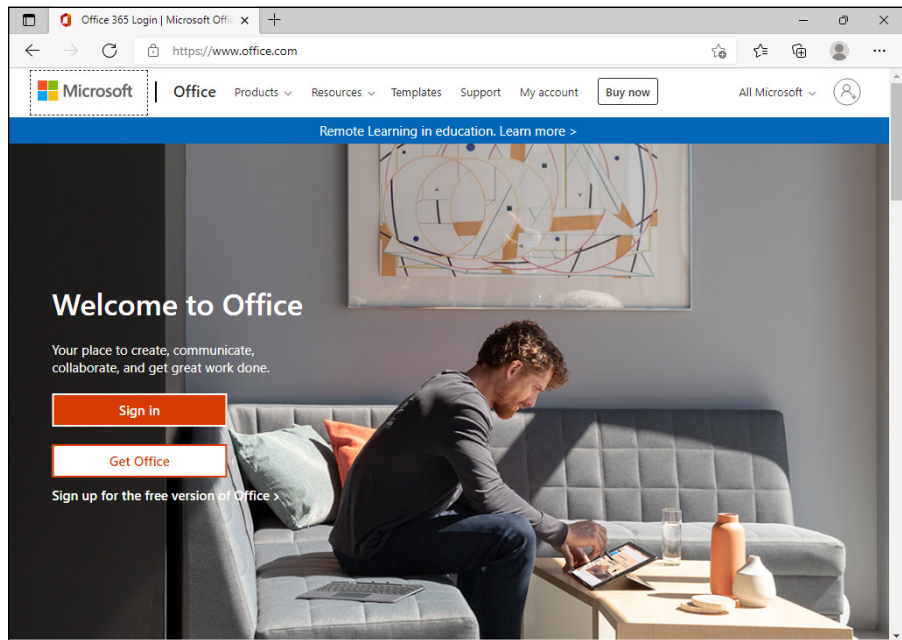 Office 365 Login | Microsoft Offic
https://www.office.com
Microsoft Office Products Resources Templates Support My account Buy now All Microsoft
Remote Learning in education. Learn more >
Welcome to Office
Your place to create, communicate,
collaborate, and get great work done.
Sign in
Get Office
Sign up for the free version of Office >